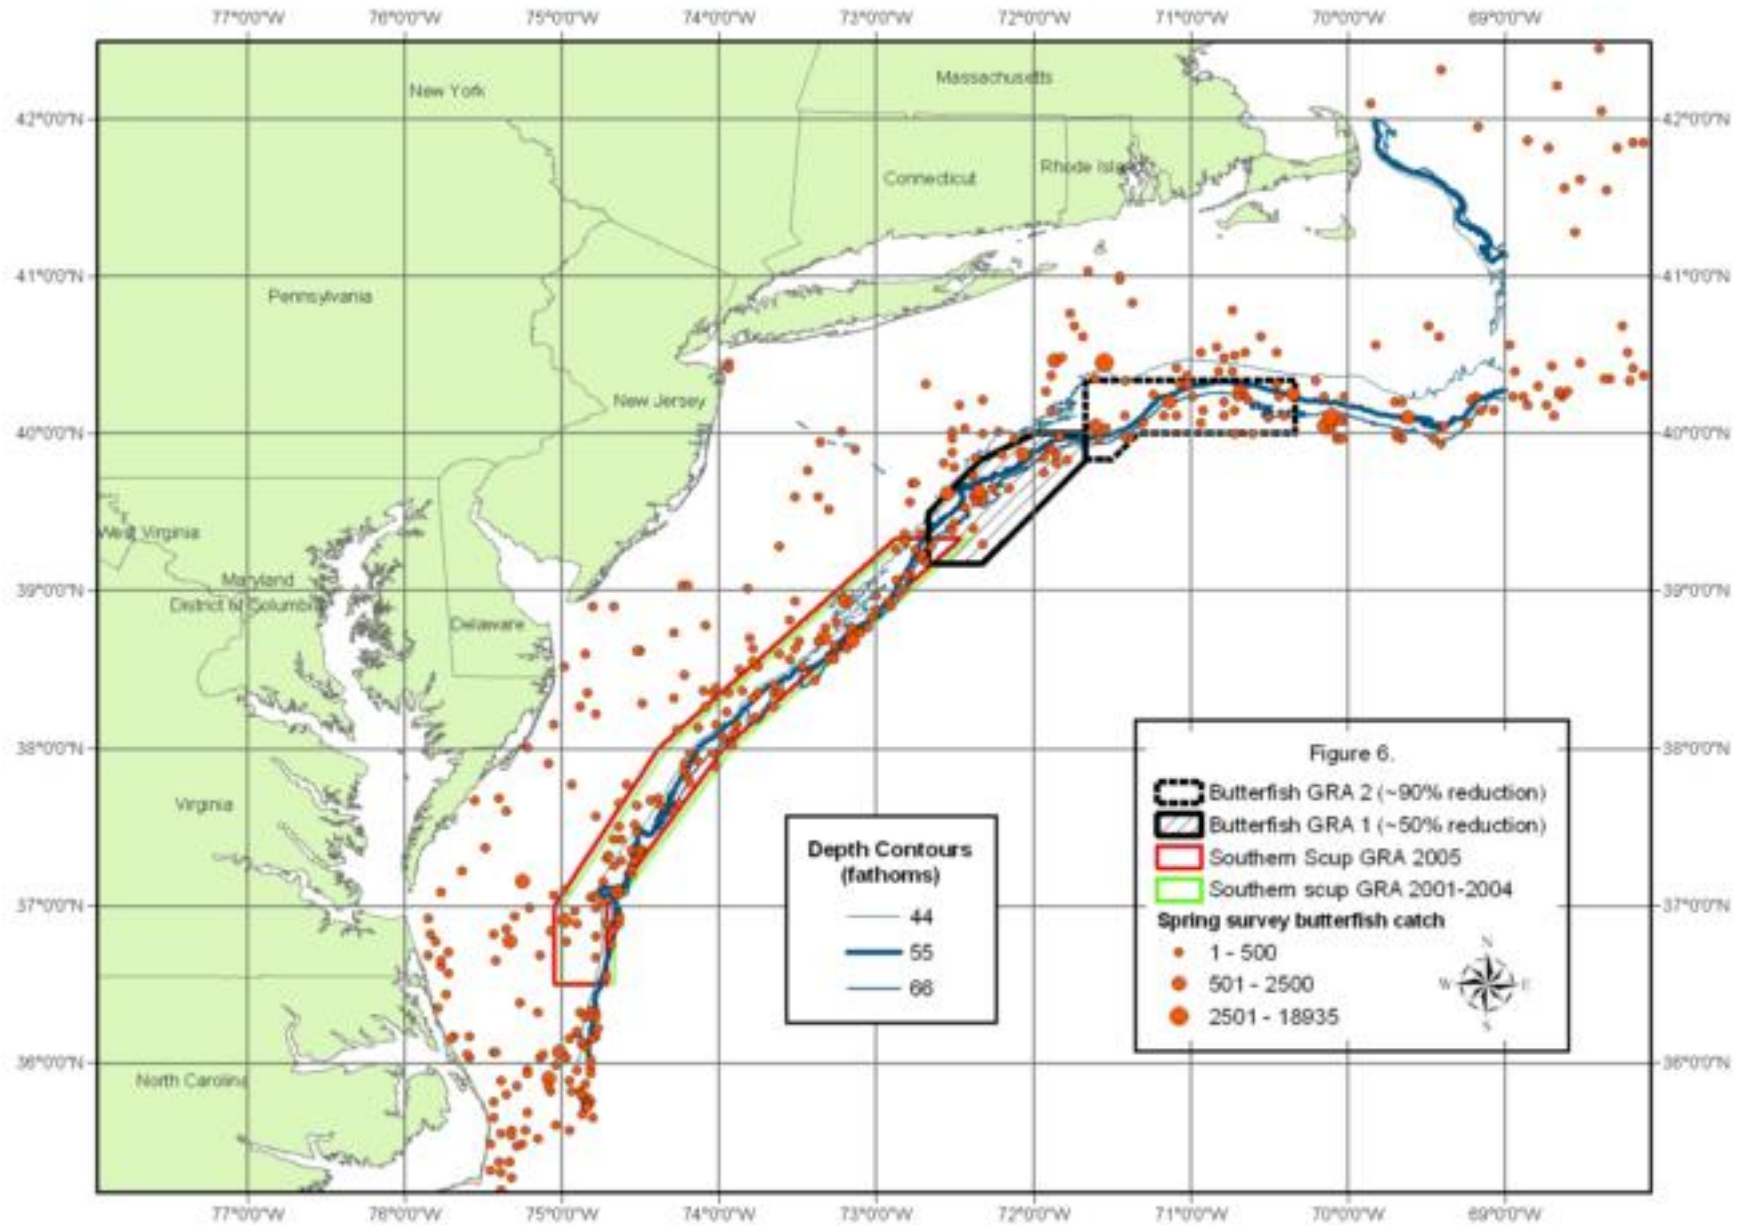 77°0'0"W 76°0'0"W 75°0'0"W 74°0'0"W 73°0'0"W 72°0'0"W 71°0'0"W 70°0'0"W 69°0'0"W
Massachusetts
New York
42°0'0"N 42°0'0"N
Rhode Island
Connecticut
41°0'0"N 41°0'0"N
Pennsylvania
New Jersey
40°0'0"N 40°0'0"N
West Virginia
Maryland
39°0'0"N 39°0'0"N
District of Columbia
Delaware
38°0'0"N 38°0'0"N
Virginia
37°0'0"N 37°0'0"N
36°0'0"N 36°0'0"N
North Carolina
Depth Contours
(fathoms)
44
55
66
Figure 6.
Butterfish GRA 2 (~90% reduction)
Butterfish GRA 1 (~50% reduction)
Southern Scup GRA 2005
Southern scup GRA 2001-2004
Spring survey butterfish catch
1 - 500
501 - 2500
2501 - 18935
N
W E
S
77°0'0"W 76°0'0"W 75°0'0"W 74°0'0"W 73°0'0"W 72°0'0"W 71°0'0"W 70°0'0"W 69°0'0"W